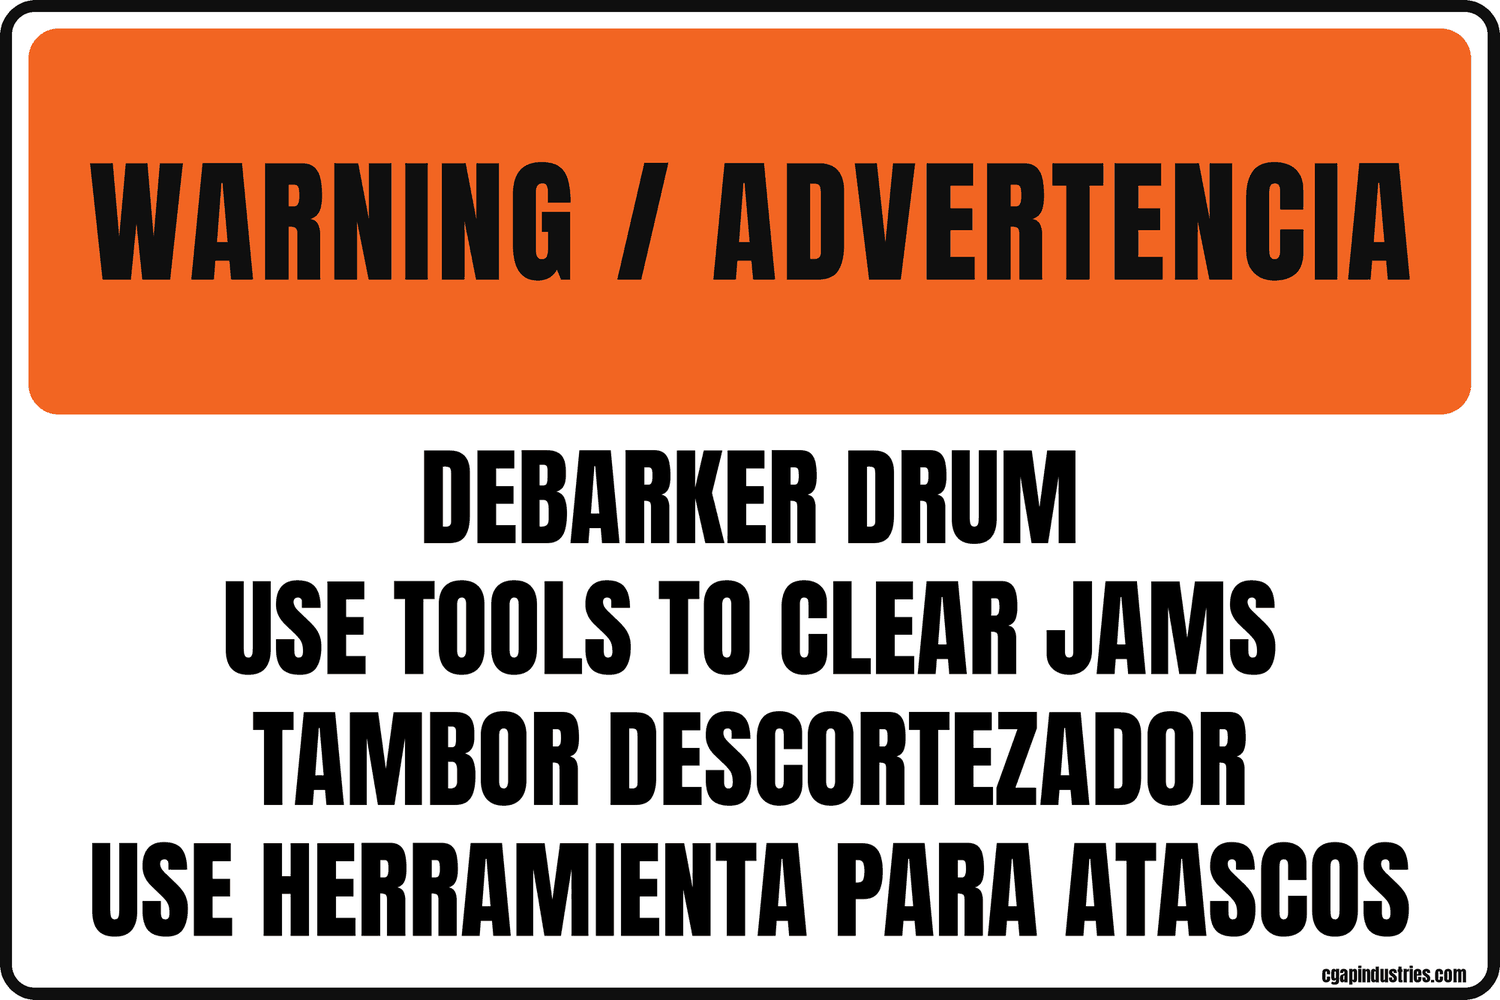 WARNING / ADVERTENCIA
DEBARKER DRUM
USE TOOLS TO CLEAR JAMS
TAMBOR DESCORTEZADOR
USE HERRAMIENTA PARA ATASCOS
cgapindustries.com